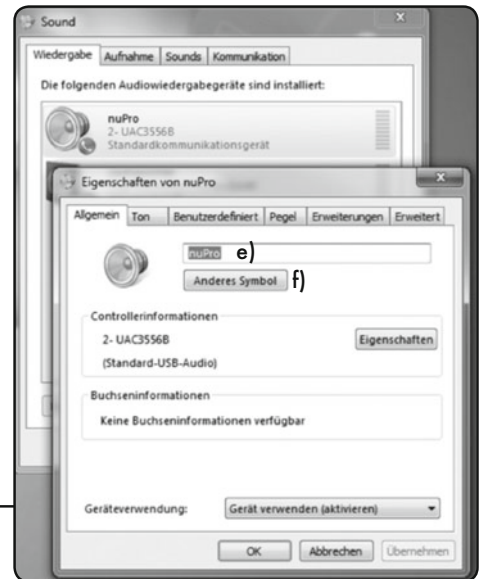 Sound
Wiedergabe Aufnahme Sounds Kommunikation
Die folgenden Audiowiedergabegeräte sind installiert:
nuPro
2- UAC3556B
Standardkommunikationsgerät
Eigenschaften von nuPro
Allgemein Ton Benutzerdefiniert Pegel Erweiterungen Erweitert
nuPro e)
Anderes Symbol f)
Controllerinformationen
2- UAC3556B Eigenschaften
(Standard-USB-Audio)
Buchseninformationen
Keine Buchseninformationen verfügbar
Geräteverwendung: Gerät verwenden (aktivieren)
OK Abbrechen Übernehmen